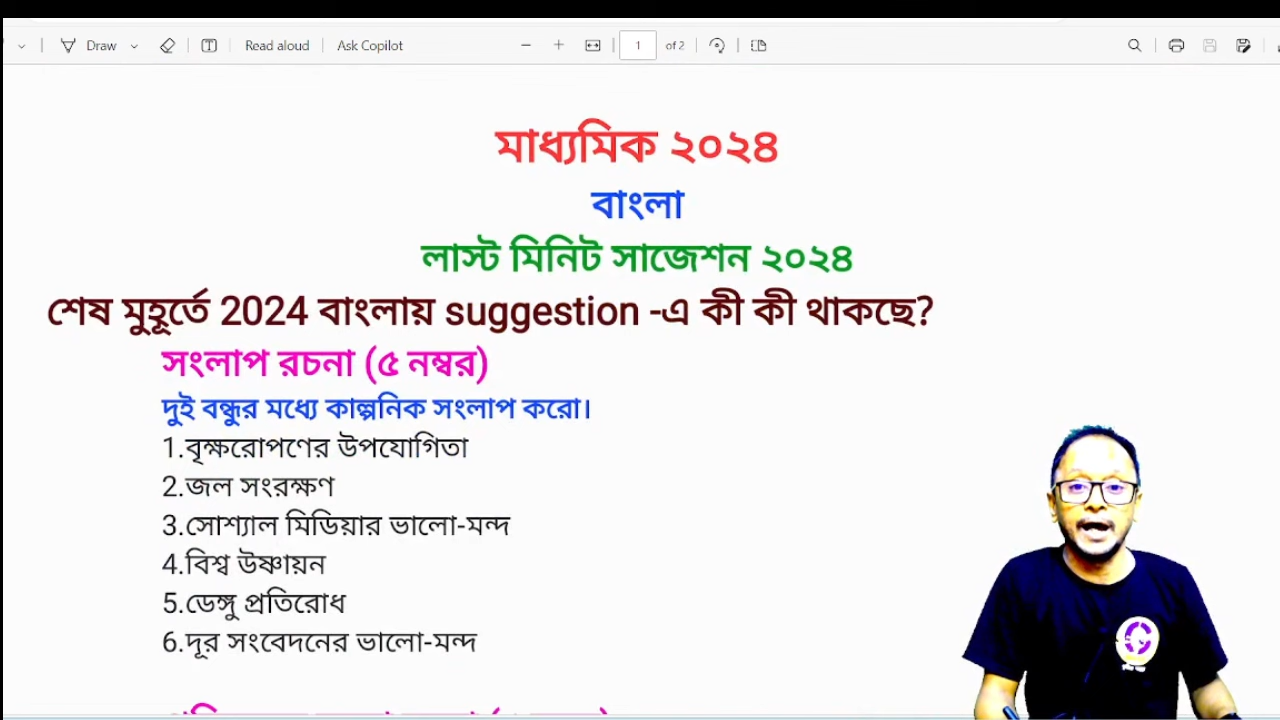 Draw Read aloud Ask Copilot 1 of 2
মাধ্যমিক ২০২৪
বাংলা
লাস্ট মিনিট সাজেশন ২০২৪
শেষ মুহূর্তে 2024 বাংলায় suggestion -এ কী কী থাকছে?
সংলাপ রচনা (৫ নম্বর)
দুই বন্ধুর মধ্যে কাল্পনিক সংলাপ করো।
1.বৃক্ষরোপণের উপযোগিতা
2.জল সংরক্ষণ
3.সোশ্যাল মিডিয়ার ভালো-মন্দ
4.বিশ্ব উষ্ণায়ন
5.ডেঙ্গু প্রতিরোধ
6.দূর সংবেদনের ভালো-মন্দ